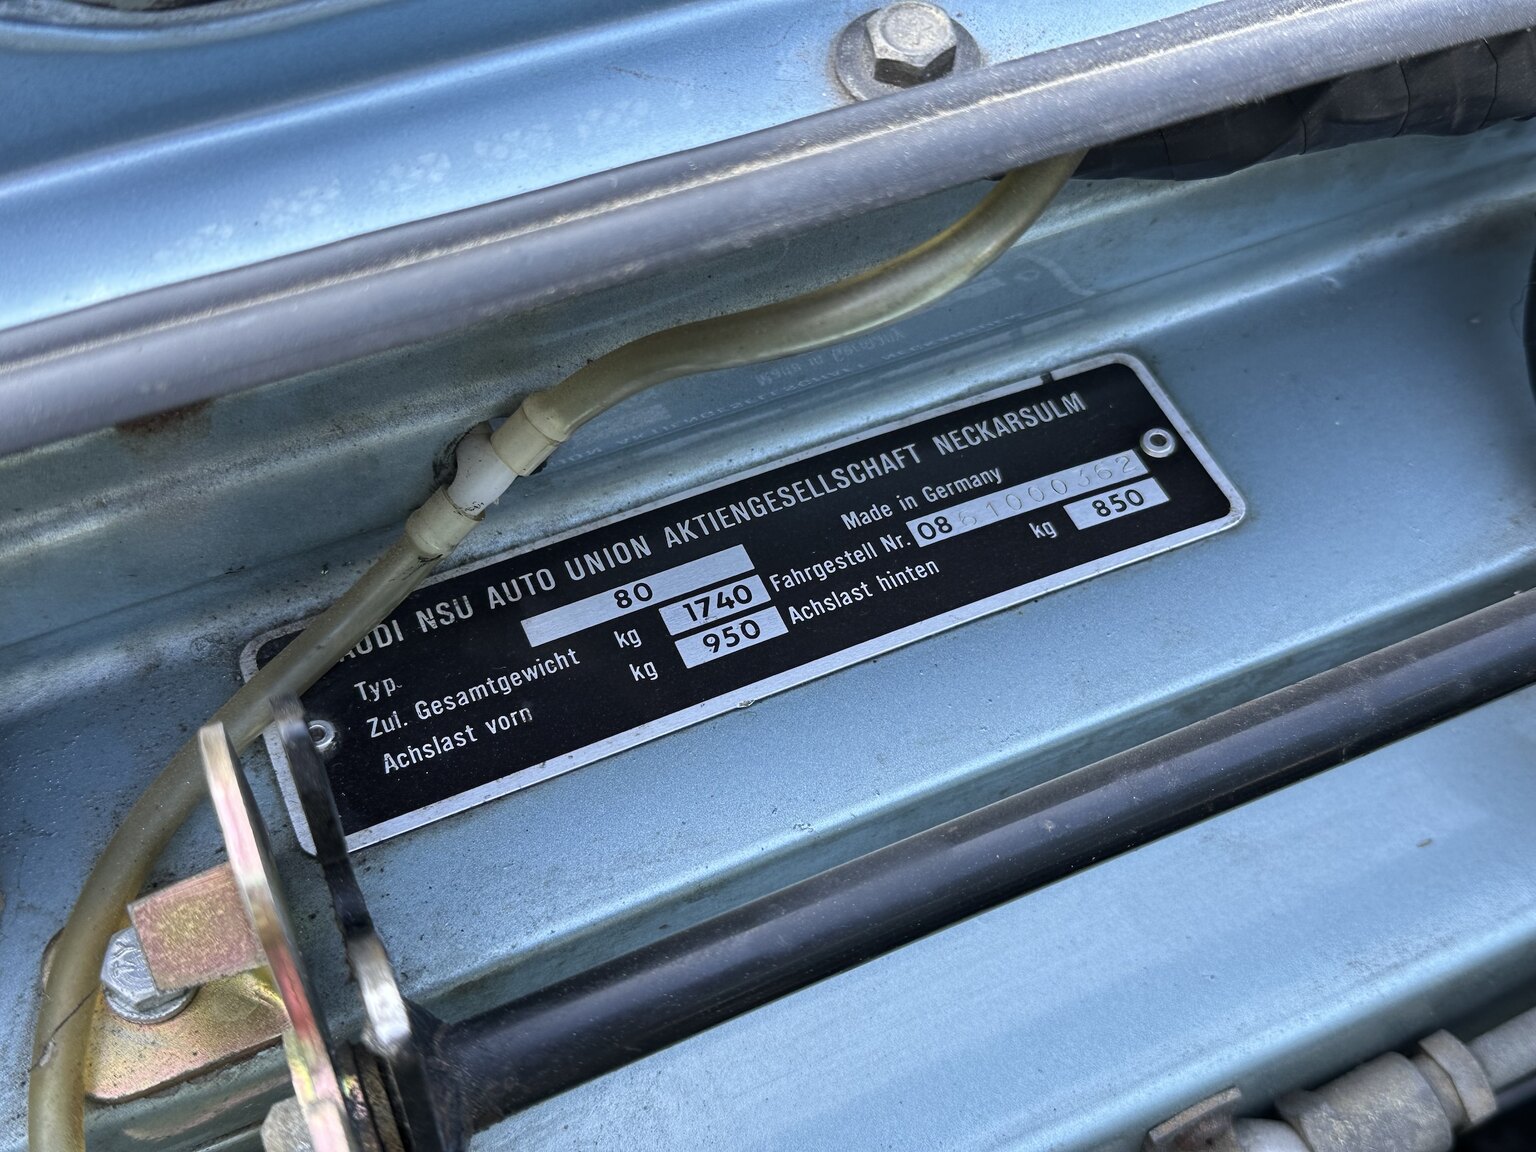 AUDI NSU AUTO UNION AKTIENGESELLSCHAFT NECKARSULM
Made in Germany
Typ 80
Fahrgestell Nr. 0861000362
Zul. Gesamtgewicht kg 1740
Achslast hinten kg 850
Achslast vorn kg 950